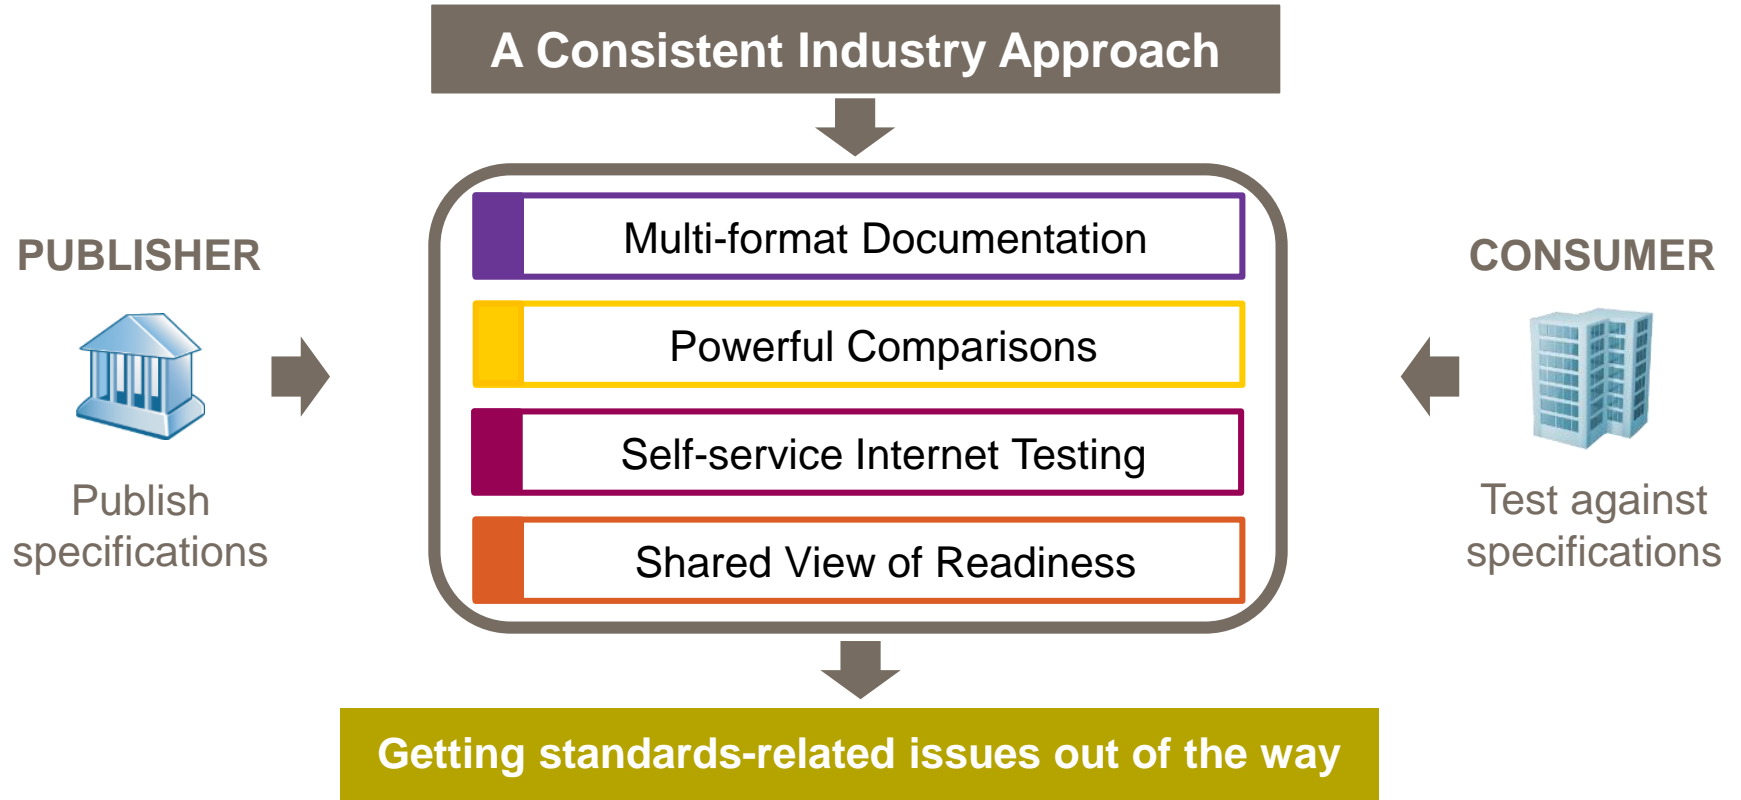 A Consistent Industry Approach
PUBLISHER
Publish
specifications
Multi-format Documentation
Powerful Comparisons
Self-service Internet Testing
Shared View of Readiness
CONSUMER
Test against
specifications
Getting standards-related issues out of the way